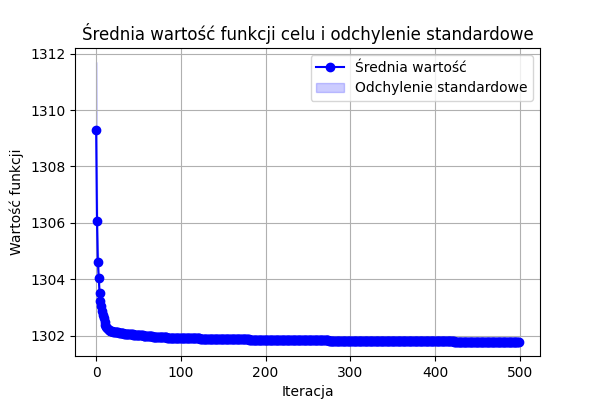 Średnia wartość funkcji celu i odchylenie standardowe
1312
1310
1308
1306
1304
1302
Wartość funkcji
Średnia wartość
Odchylenie standardowe
0
100
200
300
400
500
Iteracja